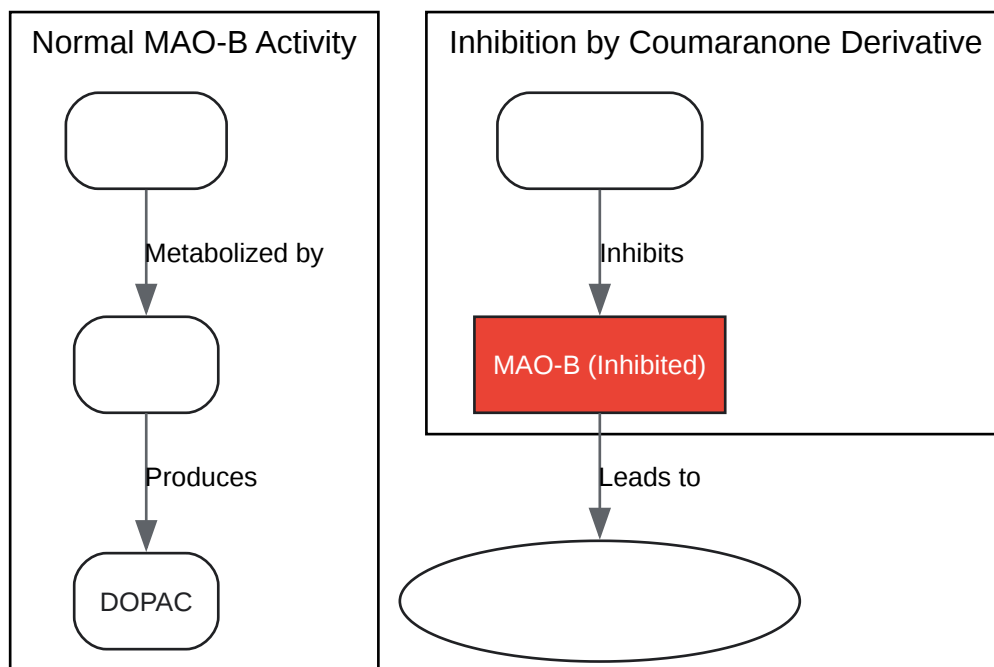 Normal MAO-B Activity
Metabolized by
Produces
DOPAC
Inhibition by Coumaranone Derivative
Inhibits
MAO-B (Inhibited)
Leads to